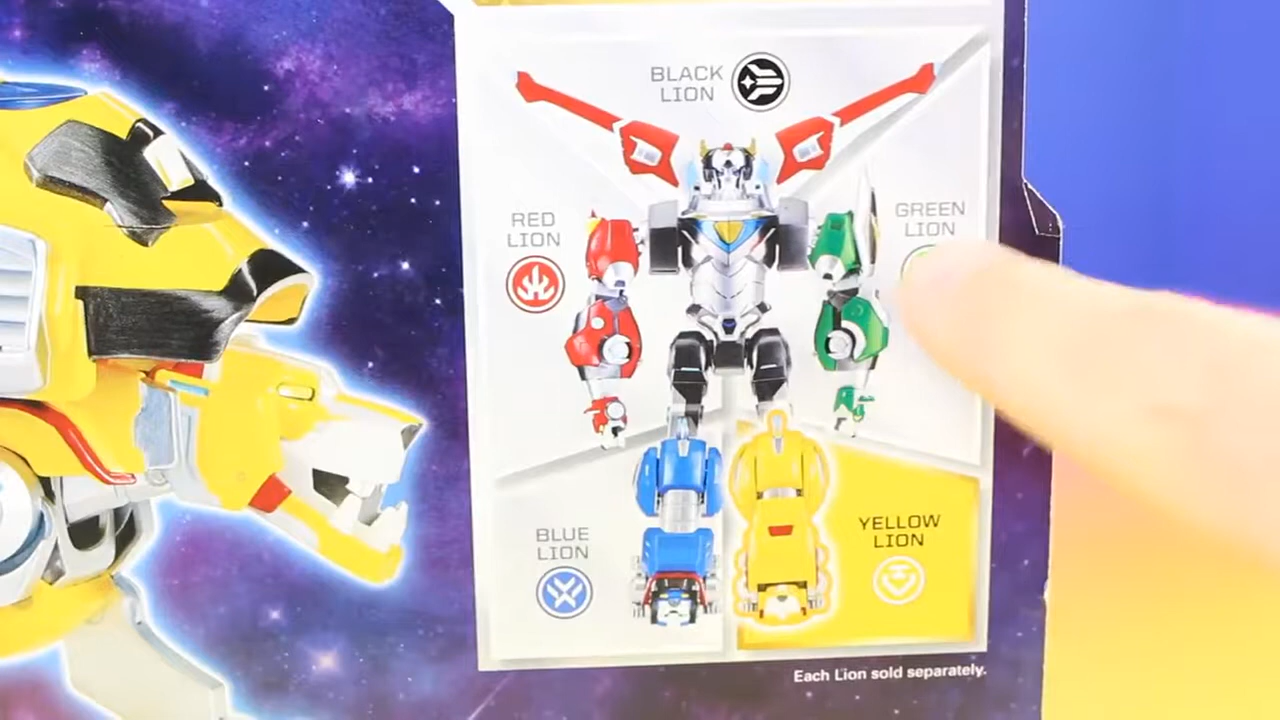 BLACK
LION
RED
LION
GREEN
LION
BLUE
LION
YELLOW
LION
Each Lion sold separately.